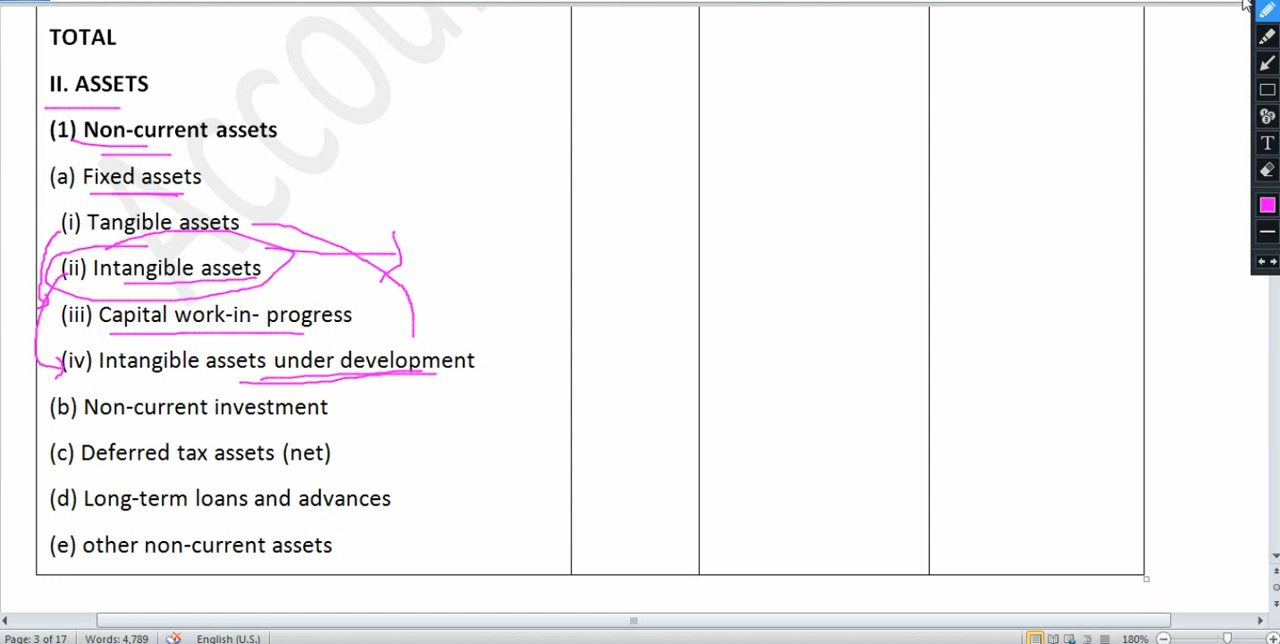 TOTAL
II. ASSETS
(1) Non-current assets
(a) Fixed assets
(i) Tangible assets
(ii) Intangible assets
(iii) Capital work-in- progress
(iv) Intangible assets under development
(b) Non-current investment
(c) Deferred tax assets (net)
(d) Long-term loans and advances
(e) other non-current assets
Accou
T
Page: 3 of 17 Words: 4,789 English (U.S.) 180%